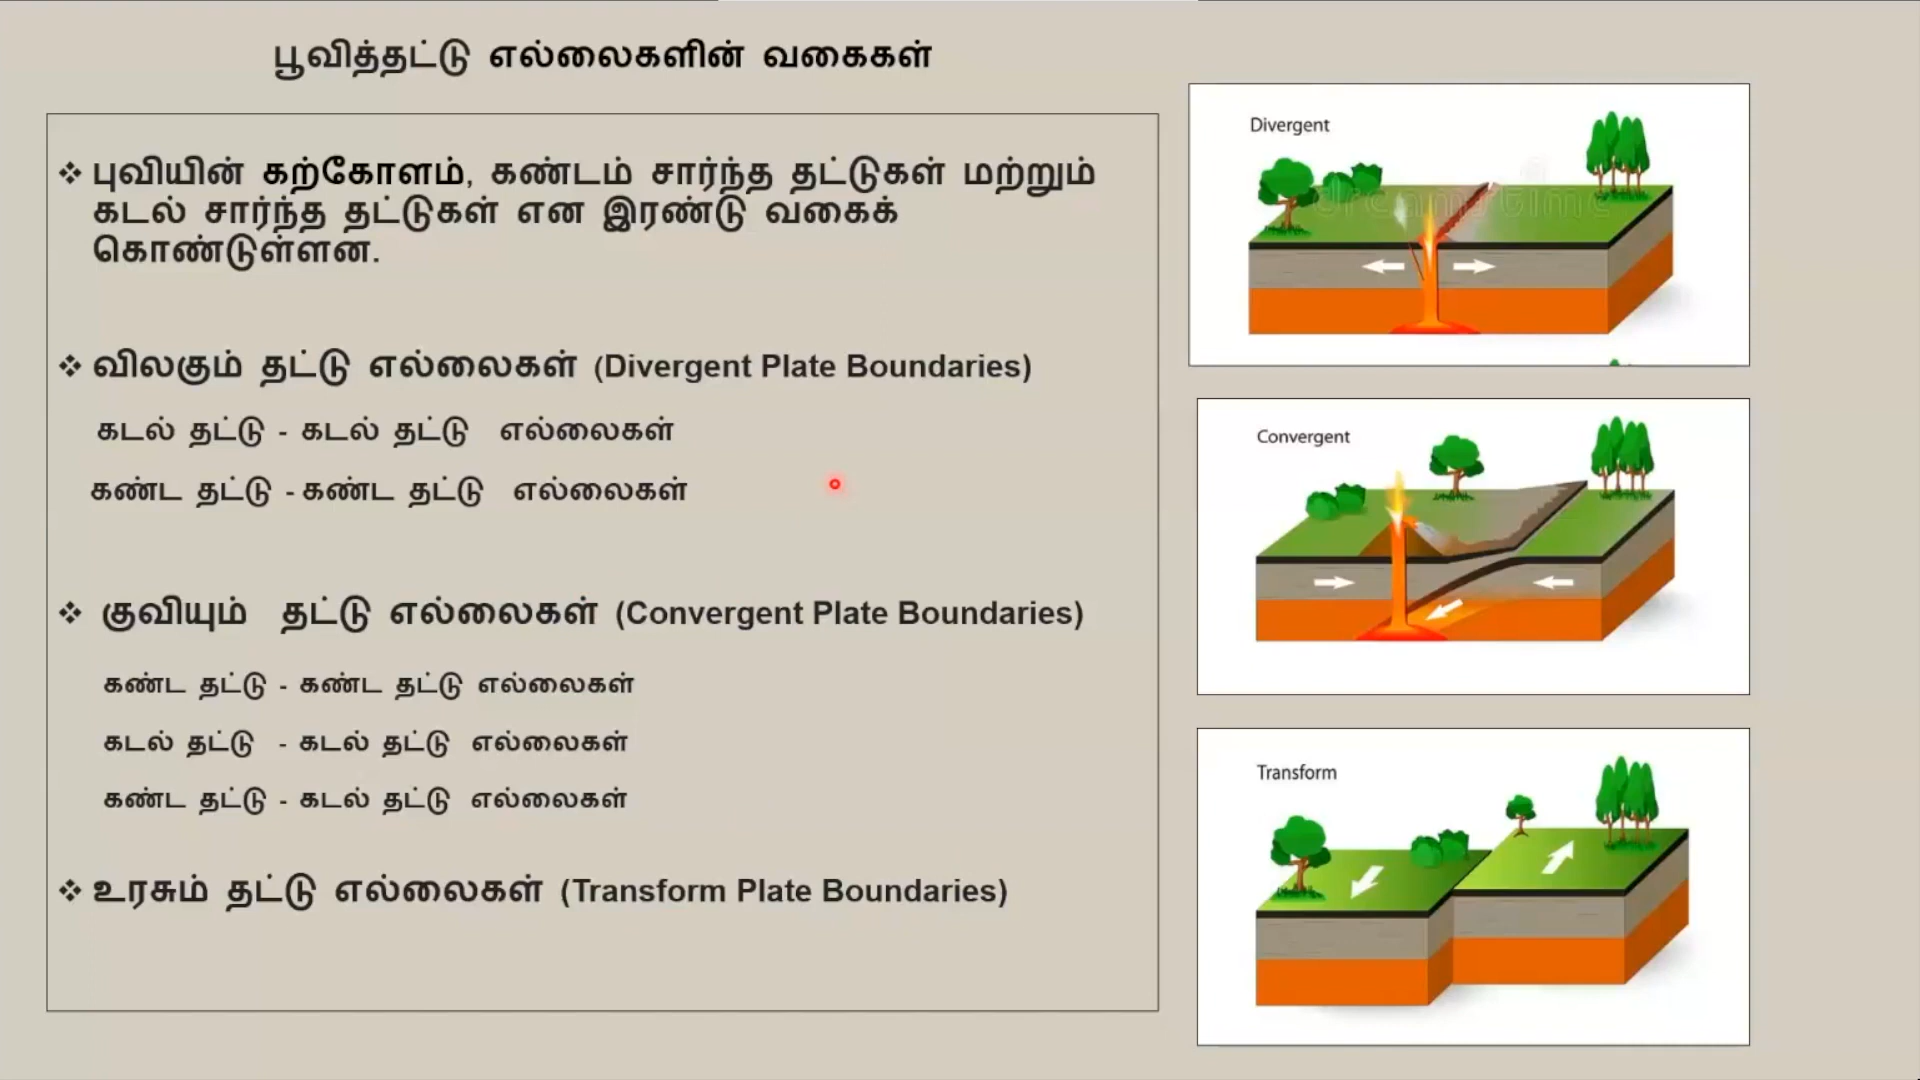 பூவித்தட்டு எல்லைகளின் வகைகள்
❖ புவியின் கற்கோளம், கண்டம் சார்ந்த தட்டுகள் மற்றும்
கடல் சார்ந்த தட்டுகள் என இரண்டு வகைக்
கொண்டுள்ளன.
❖ விலகும் தட்டு எல்லைகள் (Divergent Plate Boundaries)
கடல் தட்டு - கடல் தட்டு எல்லைகள்
கண்ட தட்டு - கண்ட தட்டு எல்லைகள்
❖ குவியும் தட்டு எல்லைகள் (Convergent Plate Boundaries)
கண்ட தட்டு - கண்ட தட்டு எல்லைகள்
கடல் தட்டு - கடல் தட்டு எல்லைகள்
கண்ட தட்டு - கடல் தட்டு எல்லைகள்
❖ உரசும் தட்டு எல்லைகள் (Transform Plate Boundaries)
Divergent
dreamstime
Convergent
Transform